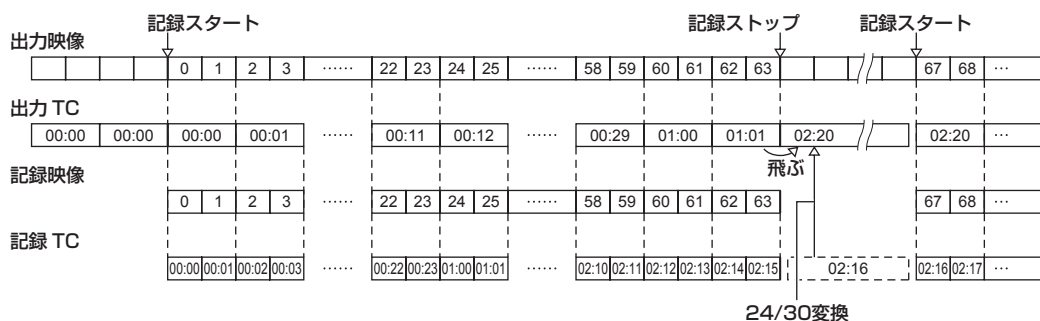 記録スタート 記録ストップ 記録スタート
出力映像
0 1 2 3 …… 22 23 24 25 …… 58 59 60 61 62 63 67 68 …
出力 TC
00:00 00:00 00:00 00:01 …… 00:11 00:12 …… 00:29 01:00 01:01 02:20 02:20 …
飛ぶ
記録映像
0 1 2 3 …… 22 23 24 25 …… 58 59 60 61 62 63 67 68 …
記録 TC
00:00 00:01 00:02 00:03 …… 00:22 00:23 01:00 01:01 …… 02:10 02:11 02:12 02:13 02:14 02:15 02:16 02:16 02:17 …
24/30変換